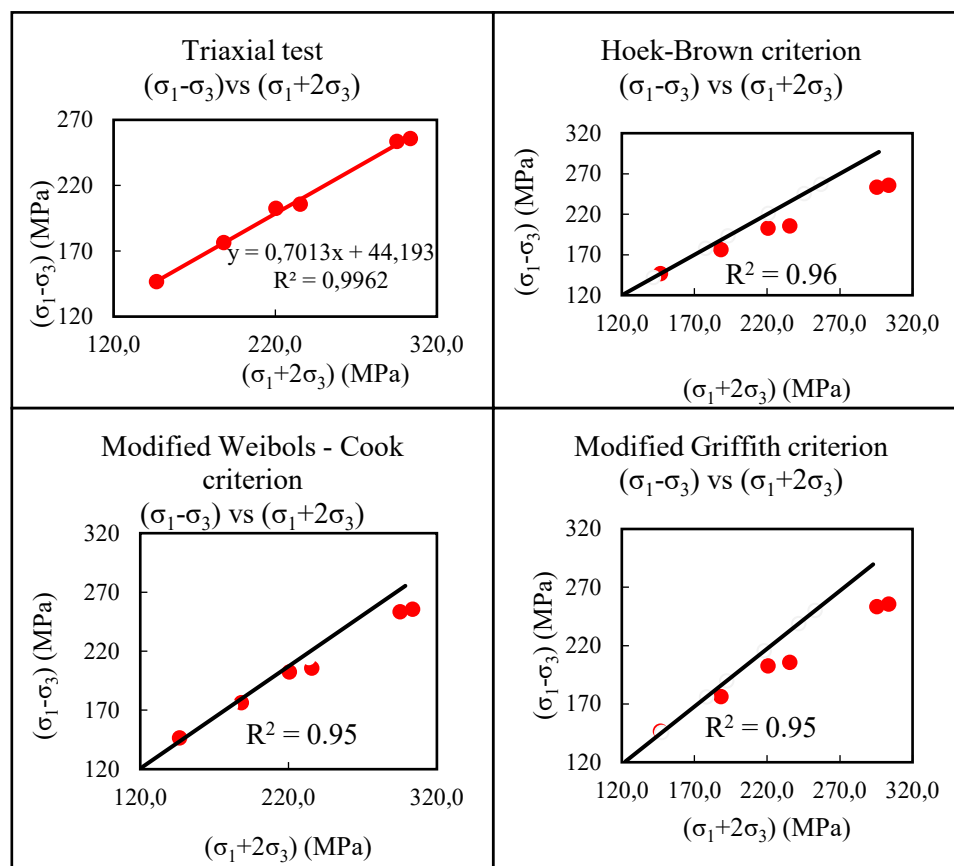 Triaxial test
(σ₁-σ₃)vs (σ₁+2σ₃)
270
220
170
120
120,0 220,0 320,0
(σ₁-σ₃) (MPa)
y = 0,7013x + 44,193
R² = 0,9962
(σ₁+2σ₃) (MPa)
Hoek-Brown criterion
(σ₁-σ₃) vs (σ₁+2σ₃)
320
270
220
170
120
120,0 170,0 220,0 270,0 320,0
(σ₁-σ₃) (MPa)
R² = 0.96
(σ₁+2σ₃) (MPa)
Modified Weibols - Cook
criterion
(σ₁-σ₃) vs (σ₁+2σ₃)
320
270
220
170
120
120,0 220,0 320,0
(σ₁-σ₃) (MPa)
R² = 0.95
(σ₁+2σ₃) (MPa)
Modified Griffith criterion
(σ₁-σ₃) vs (σ₁+2σ₃)
320
270
220
170
120
120,0 170,0 220,0 270,0 320,0
(σ₁-σ₃) (MPa)
R² = 0.95
(σ₁+2σ₃) (MPa)